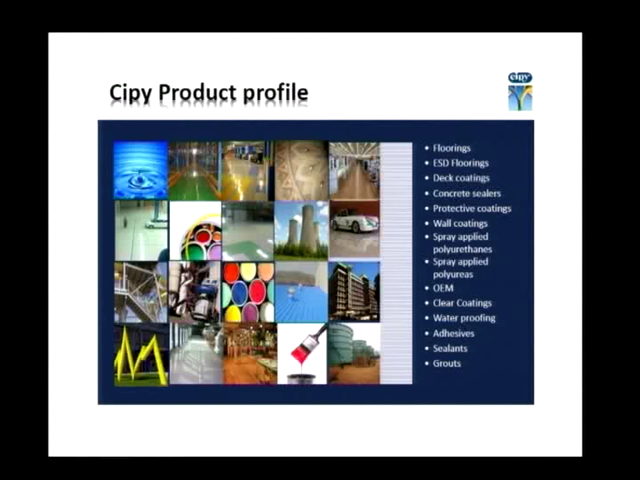 Cipy Product profile
cipy
• Floorings
• ESD Floorings
• Deck coatings
• Concrete sealers
• Protective coatings
• Wall coatings
• Spray applied
polyurethanes
• Spray applied
polyureas
• OEM
• Clear Coatings
• Water proofing
• Adhesives
• Sealants
• Grouts